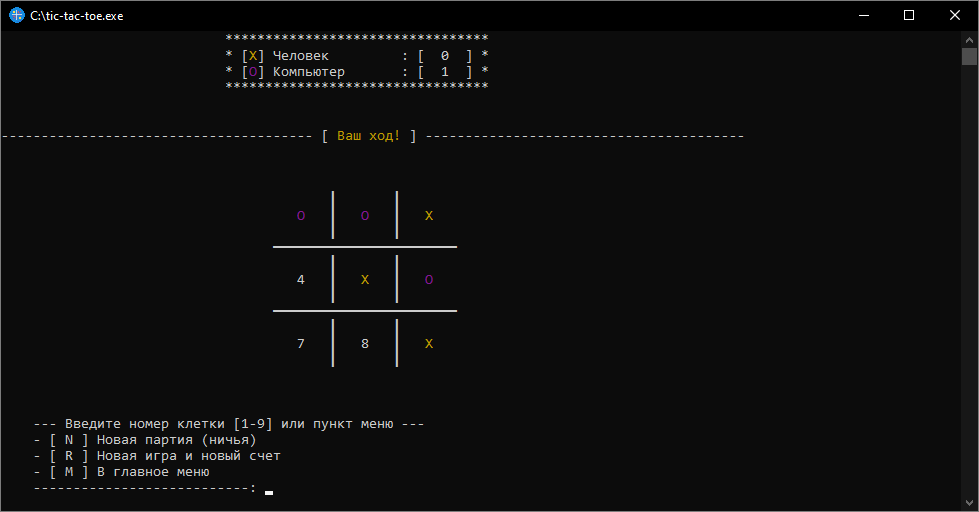 C:\tic-tac-toe.exe
*********************************
* [X] Человек : [ 0 ] *
* [O] Компьютер : [ 1 ] *
*********************************
--------------------------------------- [ Ваш ход! ] ----------------------------------------
O O X
4 X O
7 8 X
--- Введите номер клетки [1-9] или пункт меню ---
- [ N ] Новая партия (ничья)
- [ R ] Новая игра и новый счет
- [ M ] В главное меню
---------------------------: